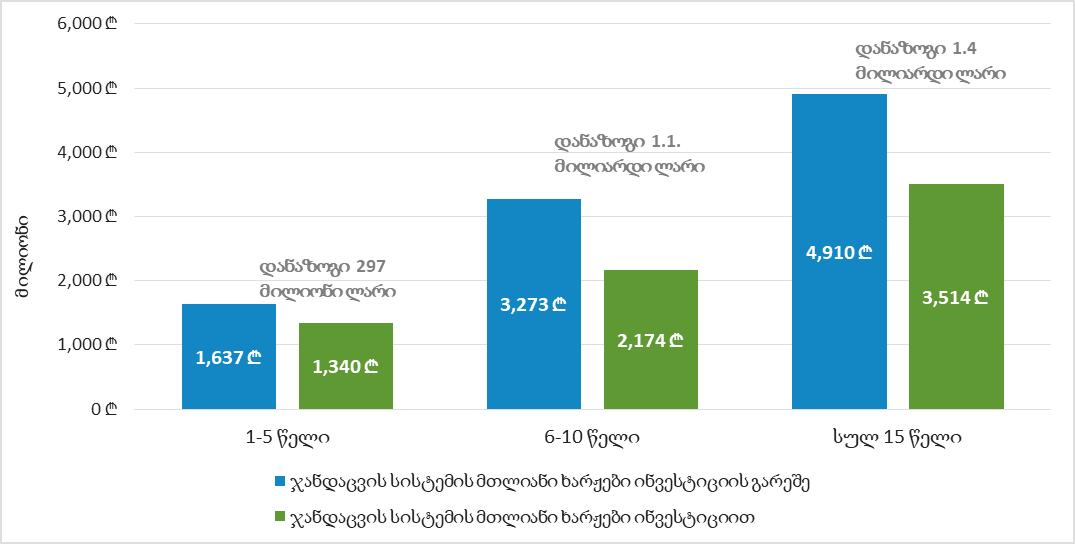 6,000 ₾
5,000 ₾
4,000 ₾
3,000 ₾
2,000 ₾
1,000 ₾
0 ₾
მილიონი
დანაზოგი 297
მილიონი ლარი
დანაზოგი 1.1.
მილიარდი ლარი
დანაზოგი 1.4
მილიარდი ლარი
1,637 ₾
1,340 ₾
3,273 ₾
2,174 ₾
4,910 ₾
3,514 ₾
1-5 წელი
6-10 წელი
სულ 15 წელი
ჯანდაცვის სისტემის მთლიანი ხარჟები ინვესტიციის გარეშე
ჯანდაცვის სისტემის მთლიანი ხარჟები ინვესტიციით